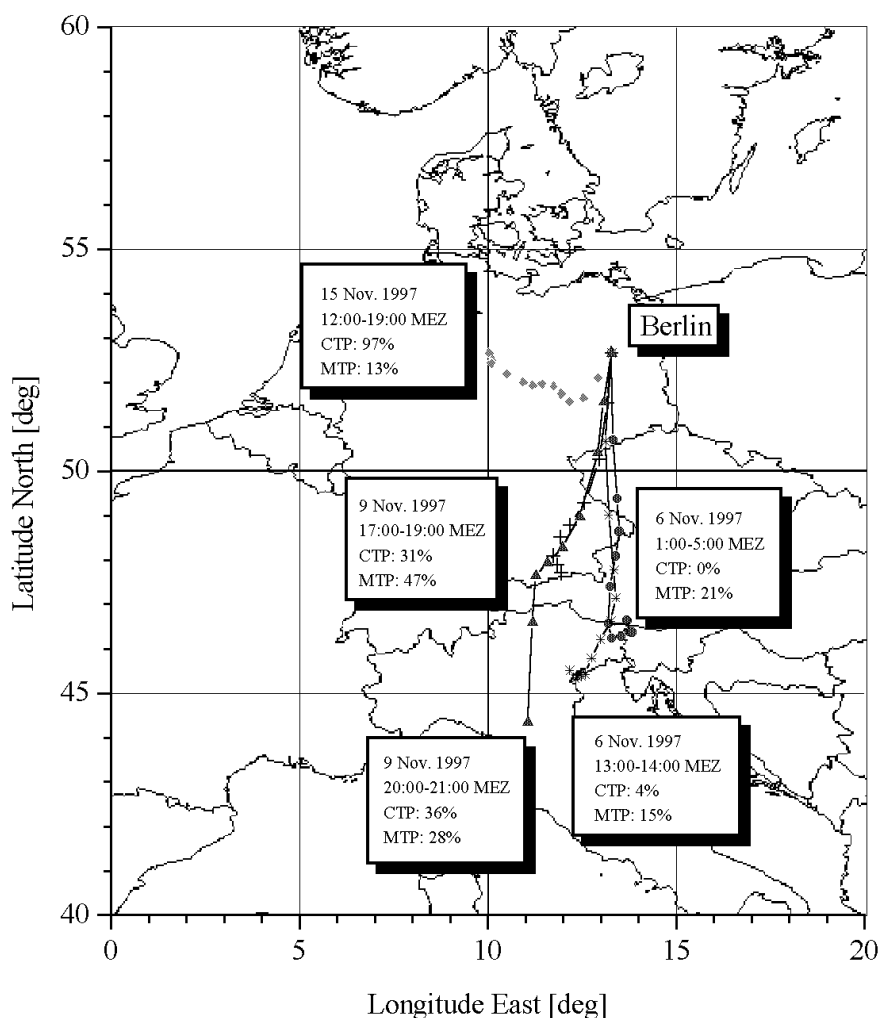 60
55
50
45
40
Latitude North [deg]
15 Nov. 1997
12:00-19:00 MEZ
CTP: 97%
MTP: 13%
Berlin
9 Nov. 1997
17:00-19:00 MEZ
CTP: 31%
MTP: 47%
6 Nov. 1997
1:00-5:00 MEZ
CTP: 0%
MTP: 21%
9 Nov. 1997
20:00-21:00 MEZ
CTP: 36%
MTP: 28%
6 Nov. 1997
13:00-14:00 MEZ
CTP: 4%
MTP: 15%
0 5 10 15 20
Longitude East [deg]